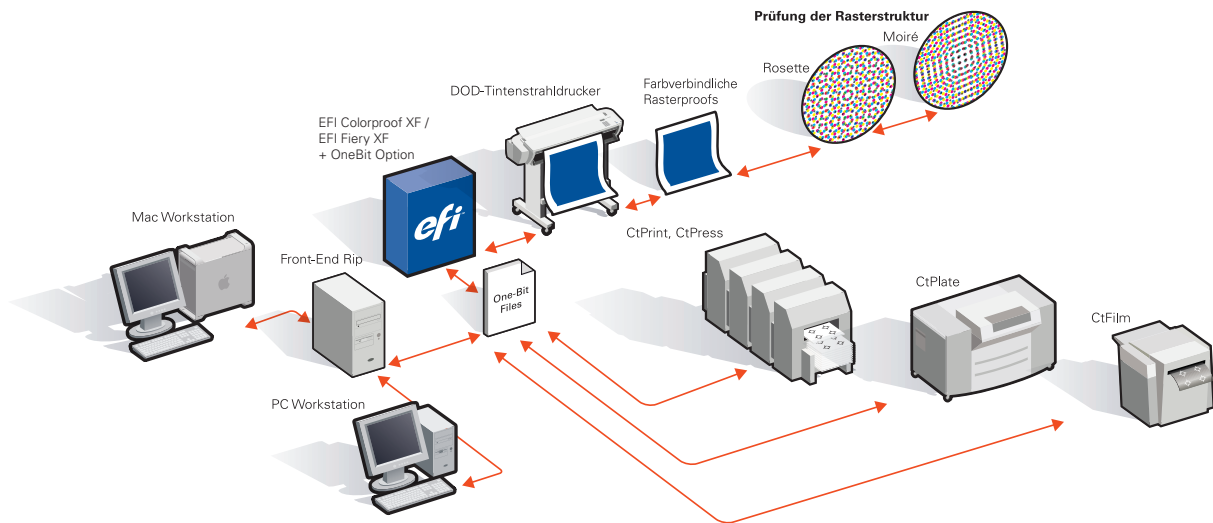 Prüfung der Rasterstruktur
Moiré
Rosette
DOD-Tintenstrahldrucker
Farbverbindliche
Rasterproofs
EFI Colorproof XF /
EFI Fiery XF
+ OneBit Option
efi
Mac Workstation
Front-End Rip
One-Bit
Files
CtPrint, CtPress
CtPlate
CtFilm
PC Workstation